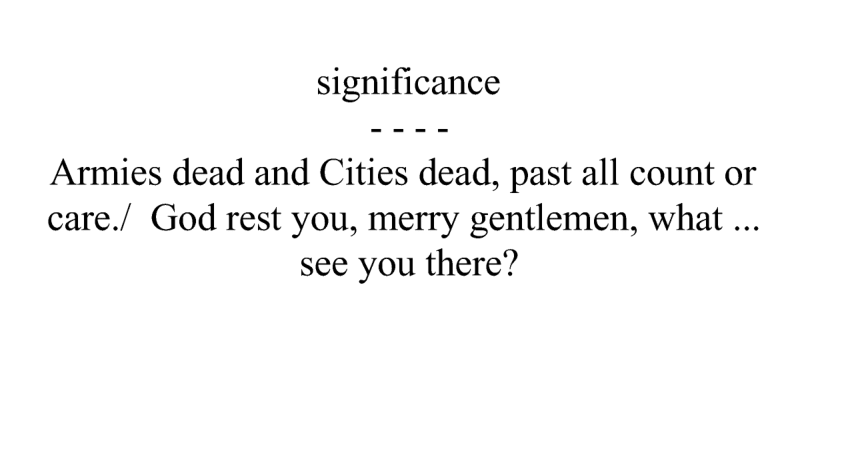 significance
- - - -
Armies dead and Cities dead, past all count or
care./  God rest you, merry gentlemen, what ...
see you there?